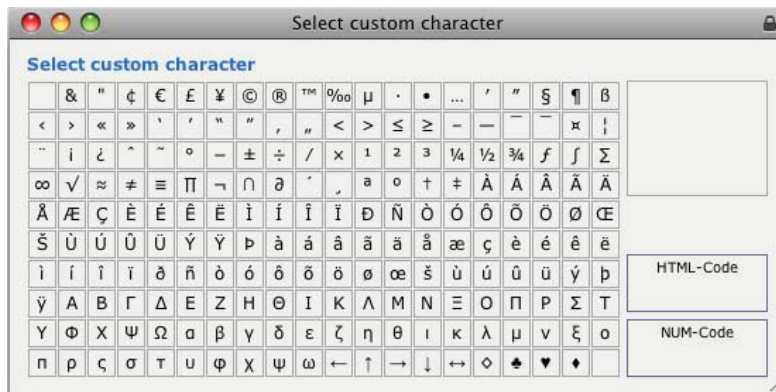 Select custom character
Select custom character
& " ¢ € £ ¥ © ® ™ ‰ µ · • … ′ ″ § ¶ ß
‹ › « » ‘ ’ “ ” ‚ „ < > ≤ ≥ – — ¯ ‾ ¤ ¦
¨ ¡ ¿ ˆ ˜ ° − ± ÷ ⁄ × ¹ ² ³ ¼ ½ ¾ ƒ ∫ ∑
∞ √ ≈ ≠ ≡ ∏ ¬ ∩ ∂ ´ ¸ ª º † ‡ À Á Â Ã Ä
Å Æ Ç È É Ê Ë Ì Í Î Ï Ð Ñ Ò Ó Ô Õ Ö Ø Œ
Š Ù Ú Û Ü Ý Ÿ Þ à á â ã ä å æ ç è é ê ë
ì í î ï ð ñ ò ó ô õ ö ø œ š ù ú û ü ý þ
ÿ Α Β Γ Δ Ε Ζ Η Θ Ι Κ Λ Μ Ν Ξ Ο Π Ρ Σ Τ
Υ Φ Χ Ψ Ω α β γ δ ε ζ η θ ι κ λ μ ν ξ ο
π ρ ς σ τ υ φ χ ψ ω ← ↑ → ↓ ↔ ◊ ♣ ♥ ♦
HTML-Code
NUM-Code